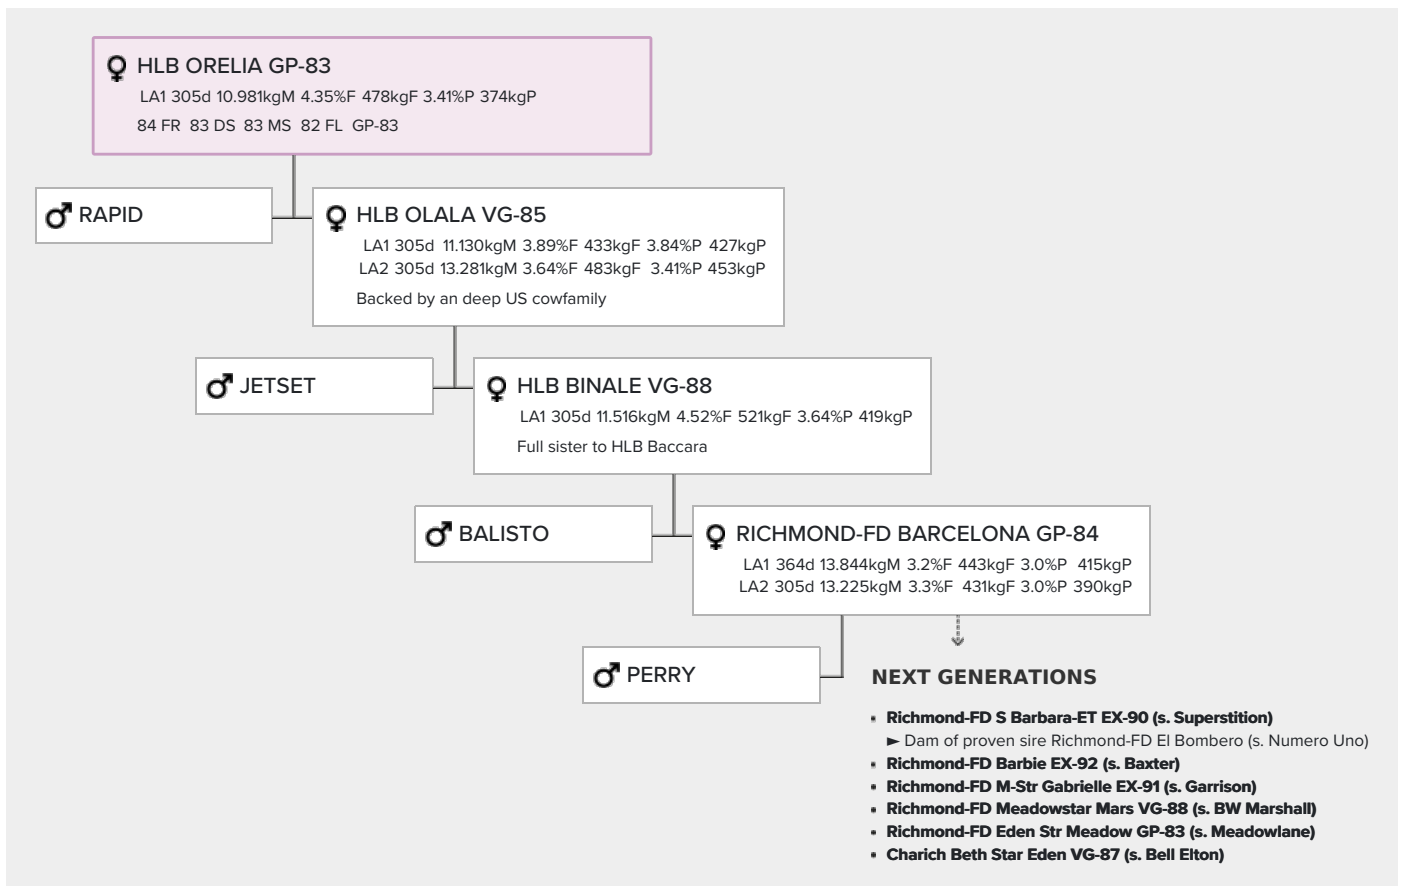 HLB ORELIA GP-83
LA1 305d 10.981kgM 4.35%F 478kgF 3.41%P 374kgP
84 FR 83 DS 83 MS 82 FL GP-83
RAPID
HLB OLALA VG-85
LA1 305d 11.130kgM 3.89%F 433kgF 3.84%P 427kgP
LA2 305d 13.281kgM 3.64%F 483kgF 3.41%P 453kgP
Backed by an deep US cowfamily
JETSET
HLB BINALE VG-88
LA1 305d 11.516kgM 4.52%F 521kgF 3.64%P 419kgP
Full sister to HLB Baccara
BALISTO
RICHMOND-FD BARCELONA GP-84
LA1 364d 13.844kgM 3.2%F 443kgF 3.0%P 415kgP
LA2 305d 13.225kgM 3.3%F 431kgF 3.0%P 390kgP
PERRY
NEXT GENERATIONS
Richmond-FD S Barbara-ET EX-90 (s. Superstition)
► Dam of proven sire Richmond-FD El Bombero (s. Numero Uno)
Richmond-FD Barbie EX-92 (s. Baxter)
Richmond-FD M-Str Gabrielle EX-91 (s. Garrison)
Richmond-FD Meadowstar Mars VG-88 (s. BW Marshall)
Richmond-FD Eden Str Meadow GP-83 (s. Meadowlane)
Charich Beth Star Eden VG-87 (s. Bell Elton)